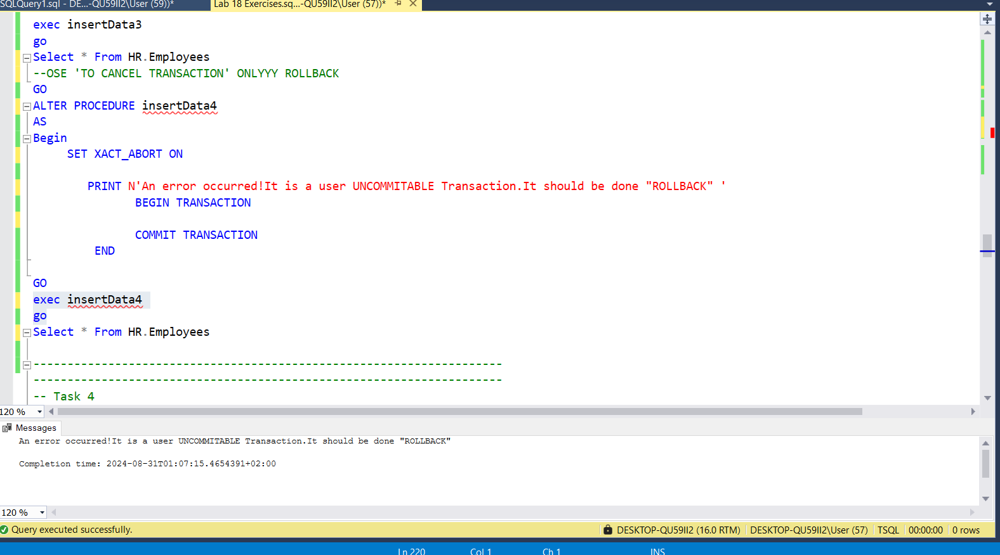 SQLQuery1.sql - DE...-QU59II2\User (59))*
Lab 18 Exercises.sq...-QU59II2\User (57))*
exec insertData3
go
Select * From HR.Employees
--OSE 'TO CANCEL TRANSACTION' ONLYYY ROLLBACK
GO
ALTER PROCEDURE insertData4
AS
Begin
SET XACT_ABORT ON
PRINT N'An error occurred!It is a user UNCOMMITABLE Transaction.It should be done "ROLLBACK" '
BEGIN TRANSACTION
COMMIT TRANSACTION
END
GO
exec insertData4
go
Select * From HR.Employees
---------------------------------------------------------------------
---------------------------------------------------------------------
-- Task 4
120 %
Messages
An error occurred!It is a user UNCOMMITABLE Transaction.It should be done "ROLLBACK"
Completion time: 2024-08-31T01:07:15.4654391+02:00
120 %
Query executed successfully.
DESKTOP-QU59II2 (16.0 RTM)
DESKTOP-QU59II2\User (57)
TSQL
00:00:00
0 rows
Ln 220
Col 1
Ch 1
INS